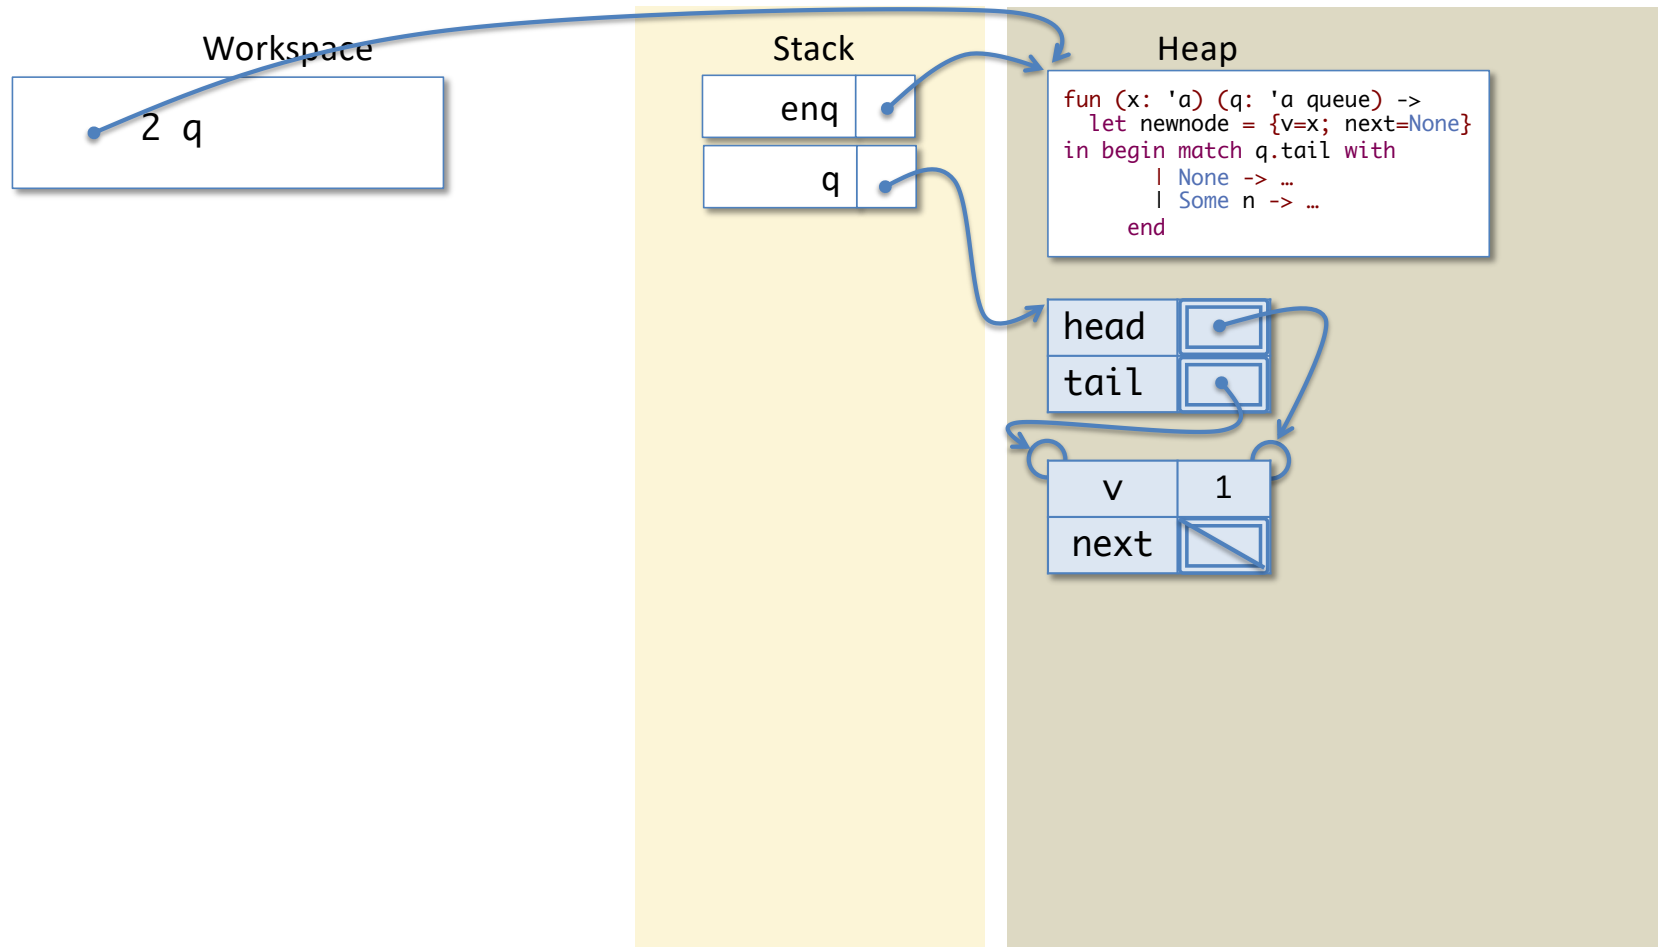 Workspace
Stack
Heap
2 q
enq
q
fun (x: 'a) (q: 'a queue) ->
let newnode = {v=x; next=None}
in begin match q.tail with
| None -> …
| Some n -> …
end
head
tail
v 1
next